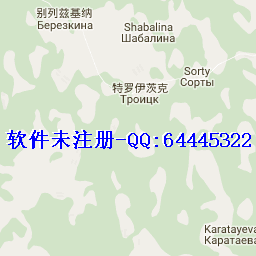 别列兹基纳
Березкина
Shabalina
Шабалина
Sorty
Сорты
特罗伊茨克
Троицк
软件未注册-QQ:64445322
Karatayeva
Каратаева